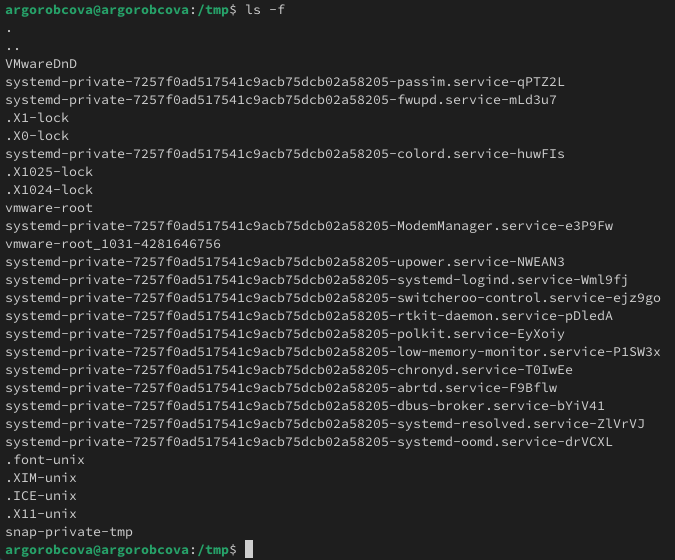 argorobcova@argorobcova:/tmp$ ls -f
.
..
VMwareDnD
systemd-private-7257f0ad517541c9acb75dcb02a58205-passim.service-qPTZ2L
systemd-private-7257f0ad517541c9acb75dcb02a58205-fwupd.service-mLd3u7
.X1-lock
.X0-lock
systemd-private-7257f0ad517541c9acb75dcb02a58205-colord.service-huwFIs
.X1025-lock
.X1024-lock
vmware-root
systemd-private-7257f0ad517541c9acb75dcb02a58205-ModemManager.service-e3P9Fw
vmware-root_1031-4281646756
systemd-private-7257f0ad517541c9acb75dcb02a58205-upower.service-NWEAN3
systemd-private-7257f0ad517541c9acb75dcb02a58205-systemd-logind.service-Wml9fj
systemd-private-7257f0ad517541c9acb75dcb02a58205-switcheroo-control.service-ejz9go
systemd-private-7257f0ad517541c9acb75dcb02a58205-rtkit-daemon.service-pDledA
systemd-private-7257f0ad517541c9acb75dcb02a58205-polkit.service-EyXoiy
systemd-private-7257f0ad517541c9acb75dcb02a58205-low-memory-monitor.service-P1SW3x
systemd-private-7257f0ad517541c9acb75dcb02a58205-chronyd.service-T0IwEe
systemd-private-7257f0ad517541c9acb75dcb02a58205-abrtd.service-F9Bflw
systemd-private-7257f0ad517541c9acb75dcb02a58205-dbus-broker.service-bYiV41
systemd-private-7257f0ad517541c9acb75dcb02a58205-systemd-resolved.service-ZlVrVJ
systemd-private-7257f0ad517541c9acb75dcb02a58205-systemd-oomd.service-drVCXL
.font-unix
.XIM-unix
.ICE-unix
.X11-unix
snap-private-tmp
argorobcova@argorobcova:/tmp$